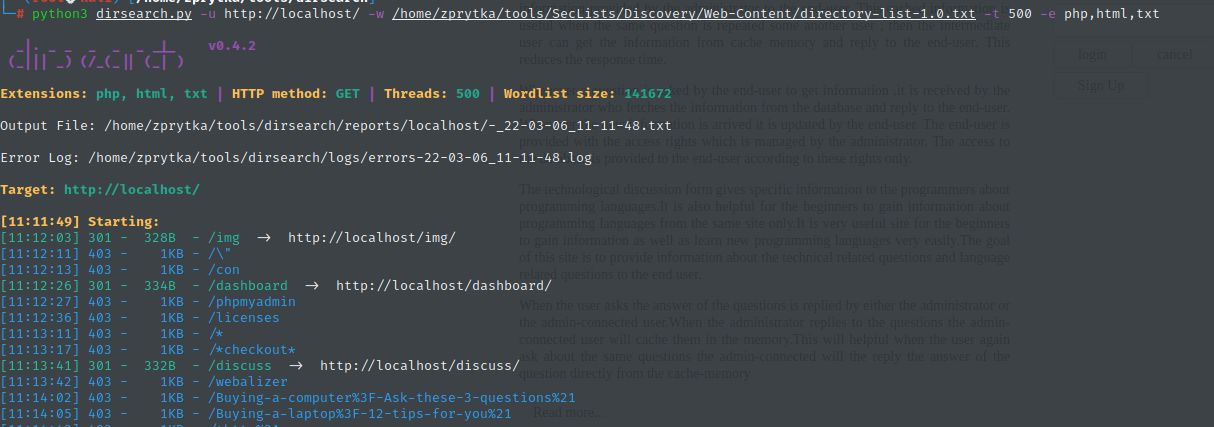 # python3 dirsearch.py -u http://localhost/ -w /home/zprytka/tools/SecLists/Discovery/Web-Content/directory-list-1.0.txt -t 500 -e php,html,txt
v0.4.2
Extensions: php, html, txt | HTTP method: GET | Threads: 500 | Wordlist size: 141672
Output File: /home/zprytka/tools/dirsearch/reports/localhost/-_22-03-06_11-11-48.txt
Error Log: /home/zprytka/tools/dirsearch/logs/errors-22-03-06_11-11-48.log
Target: http://localhost/
[11:11:49] Starting:
[11:12:03] 301 - 328B - /img -> http://localhost/img/
[11:12:11] 403 - 1KB - /\"
[11:12:13] 403 - 1KB - /con
[11:12:26] 301 - 334B - /dashboard -> http://localhost/dashboard/
[11:12:27] 403 - 1KB - /phpmyadmin
[11:12:36] 403 - 1KB - /licenses
[11:13:11] 403 - 1KB - /*
[11:13:17] 403 - 1KB - /*checkout*
[11:13:41] 301 - 332B - /discuss -> http://localhost/discuss/
[11:13:42] 403 - 1KB - /webalizer
[11:14:02] 403 - 1KB - /Buying-a-computer%3F-Ask-these-3-questions%21
[11:14:05] 403 - 1KB - /Buying-a-laptop%3F-12-tips-for-you%21
useful when the same question is repeated some another user , then the intermediate
user can get the information from cache memory and reply to the end-user. This
reduces the response time.
used by the end-user to get information .It is received by the
administrator who fetches the information from the database and reply to the end-user.
is arrived it is updated by the end-user. The end-user is
provided with the access rights which is managed by the administrator. The access to
is provided to the end-user according to these rights only.
The technological discussion form gives specific information to the programmers about
programming languages.It is also helpful for the beginners to gain information about
programming languages from this same site only.It is very useful site for the beginners
to gain information as well as learn programming languages very easily.The goal
of this site is to provide information about the technical related questions and language
related questions to the end user.
When the user asks the answer of the questions is replied by either the administrator or
the admin-connected user.When the administrator replies to the questions the admin-
connected user will cache them in the memory.This will helpful when the user again
ask about the same questions the admin-connected will the reply the answer of the
question directly from the cache-memory
Read more..
login
cancel
Sign Up